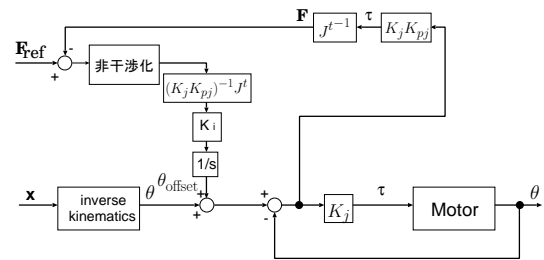 F
τ
J^{t-1}
K_j K_{pj}
F_ref
-
+
非干渉化
(K_j K_{pj})^{-1} J^t
K i
1/s
x
inverse
kinematics
θ
θ_offset
+
+
+
-
K_j
τ
Motor
θ